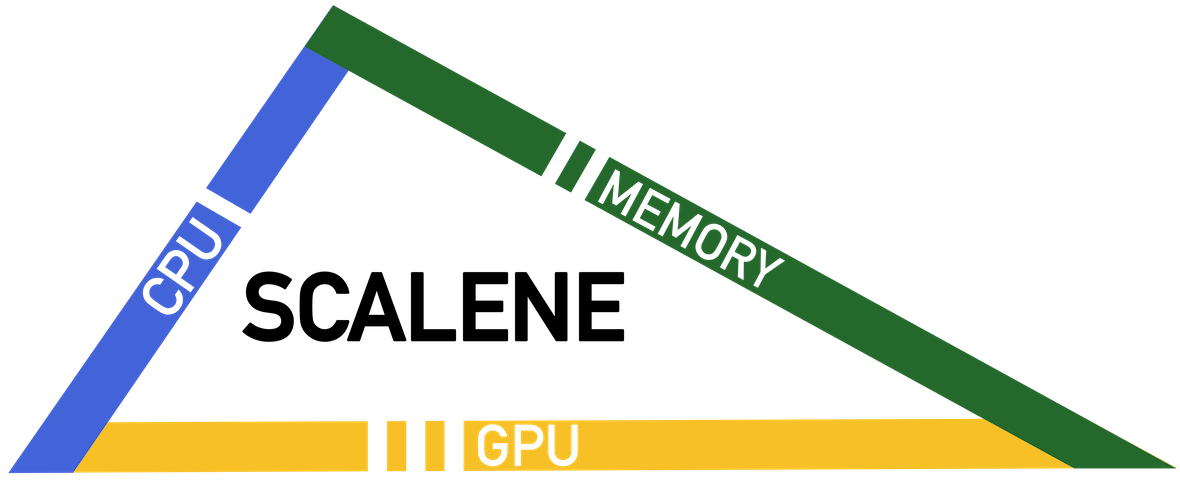 MEMORY
CPU
SCALENE
GPU